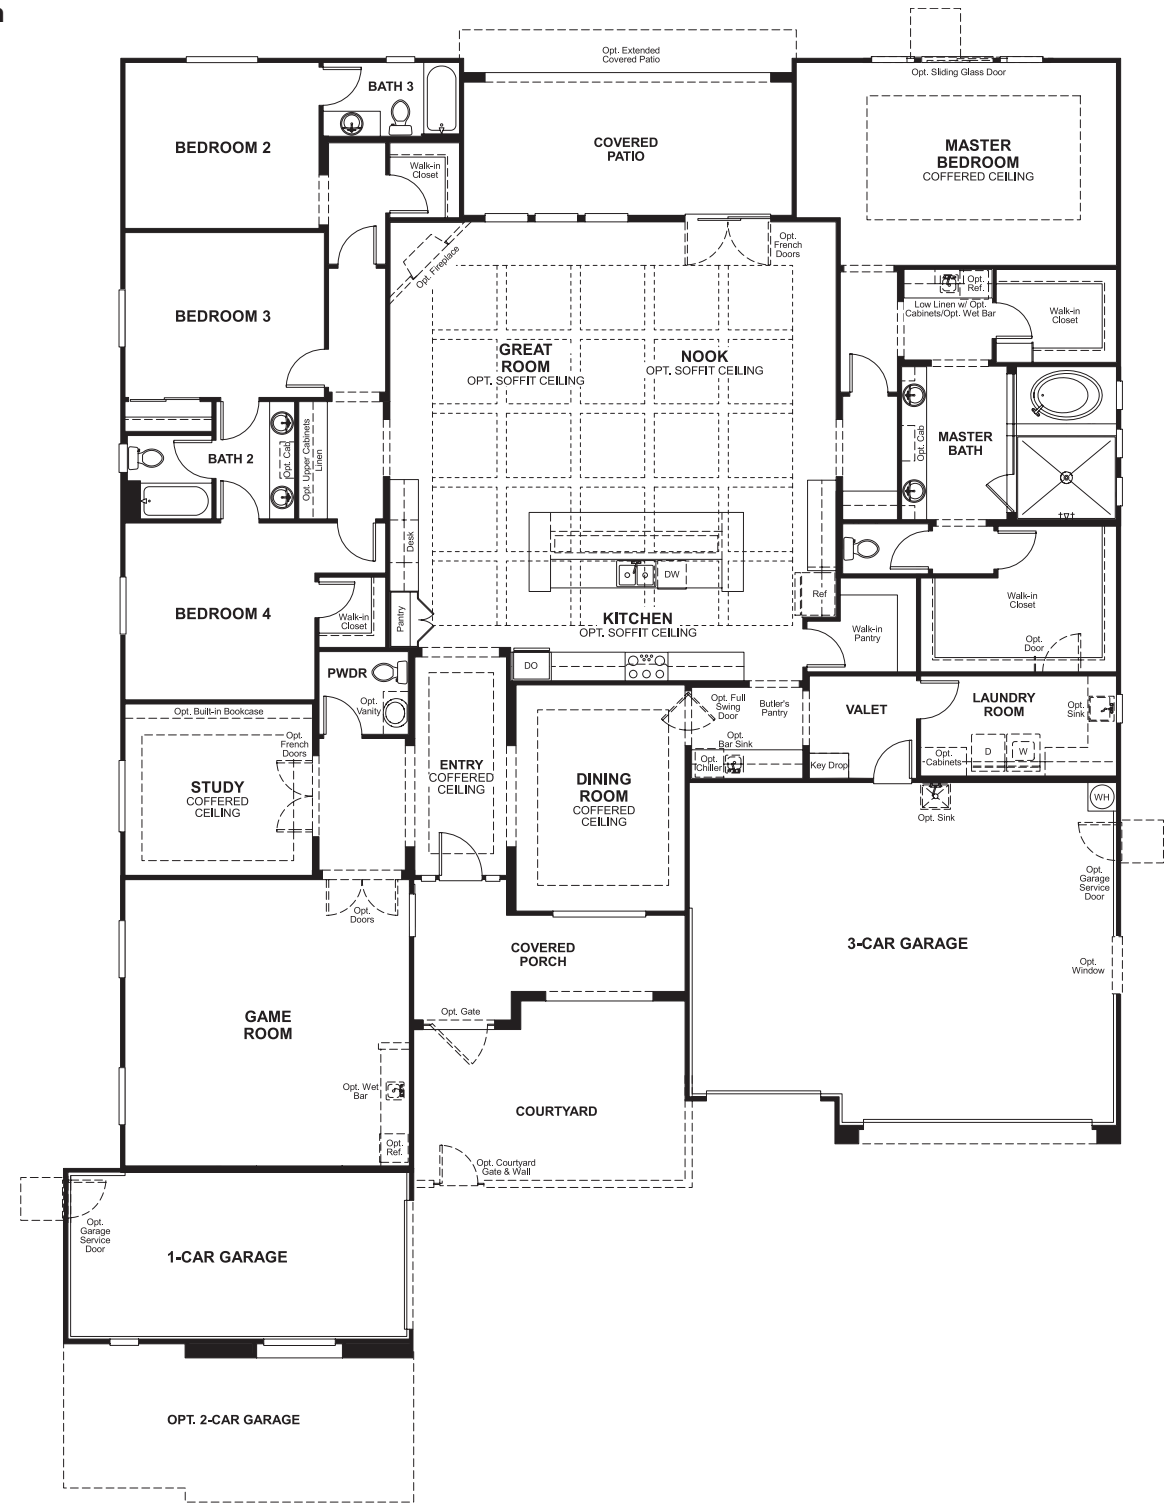 Opt. Extended
Covered Patio
Opt. Sliding Glass Door
BATH 3
BEDROOM 2
COVERED
PATIO
MASTER
BEDROOM
COFFERED CEILING
Walk-in
Closet
Opt.
French
Doors
Opt. Fireplace
Opt.
Ref.
Low Linen w/ Opt.
Cabinets/Opt. Wet Bar
Walk-in
Closet
BEDROOM 3
GREAT
ROOM
OPT. SOFFIT CEILING
NOOK
OPT. SOFFIT CEILING
BATH 2
Opt. Cab
Opt. Upper Cabinets
Linen
Opt. Cab
MASTER
BATH
Desk
DW
Ref
BEDROOM 4
Walk-in
Closet
Pantry
KITCHEN
OPT. SOFFIT CEILING
Walk-in
Pantry
Walk-in
Closet
Opt.
Door
PWDR
Opt.
Vanity
DO
Opt. Full
Swing
Door
Butler's
Pantry
VALET
LAUNDRY
ROOM
Opt.
Sink
Opt. Built-in Bookcase
Opt.
French
Doors
STUDY
COFFERED
CEILING
ENTRY
COFFERED
CEILING
DINING
ROOM
COFFERED
CEILING
Opt.
Bar Sink
Opt.
Chiller
Key Drop
Opt.
Cabinets
D
W
Opt. Sink
WH
Opt.
Garage
Service
Door
Opt.
Doors
COVERED
PORCH
3-CAR GARAGE
Opt.
Window
GAME
ROOM
Opt. Gate
Opt. Wet
Bar
COURTYARD
Opt.
Ref.
Opt. Courtyard
Gate & Wall
Opt.
Garage
Service
Door
1-CAR GARAGE
OPT. 2-CAR GARAGE